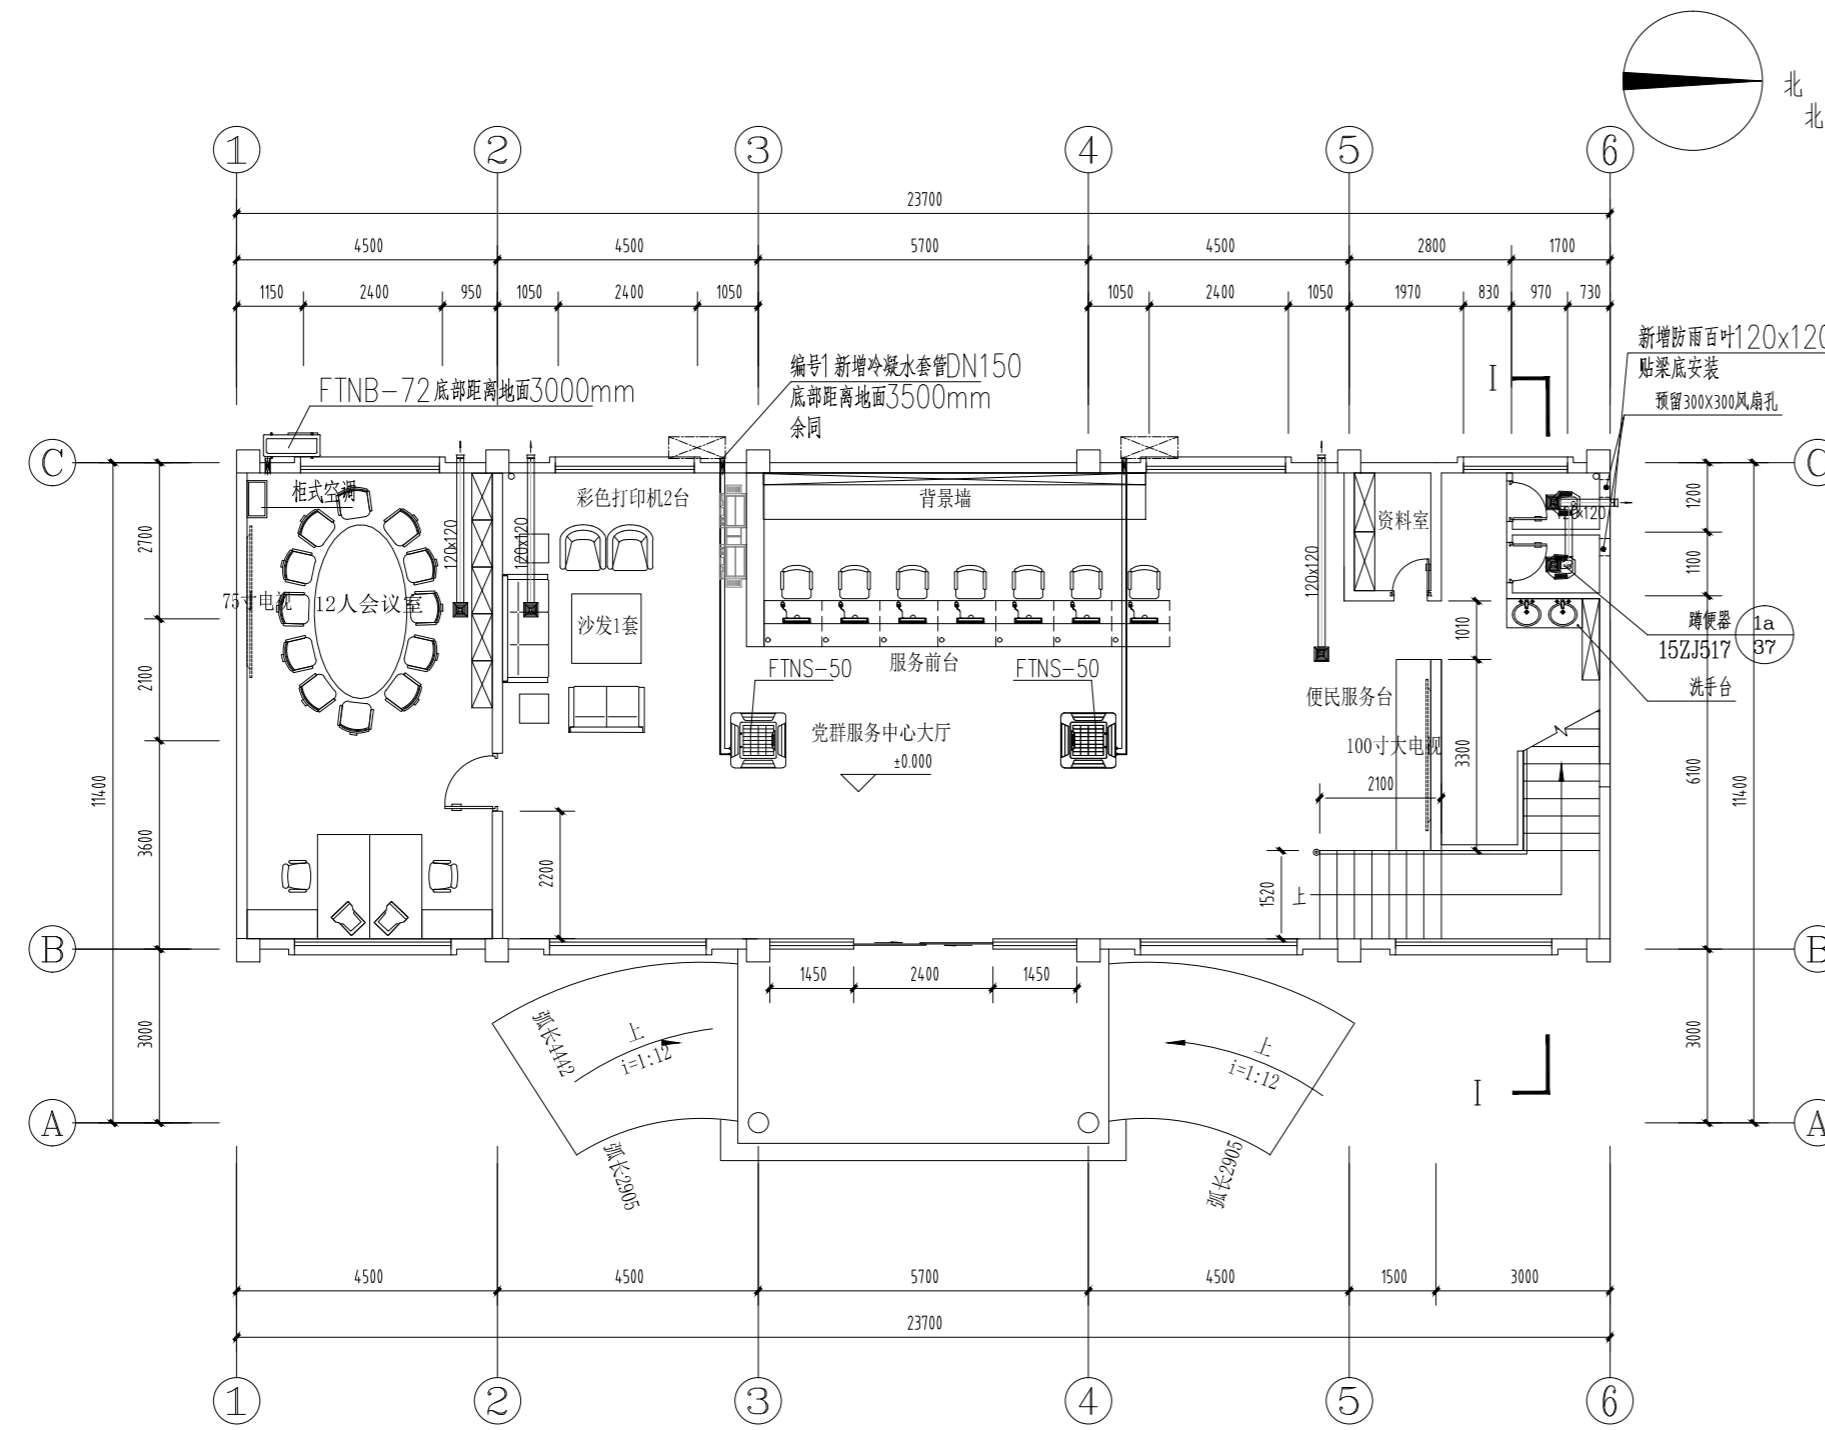 北
北
1
2
3
4
5
6
23700
4500
4500
5700
4500
2800
1700
1150
2400
950
1050
2400
1050
1050
2400
1050
1970
830
970
730
新增防雨百叶120x120
贴梁底安装
预留300X300风扇孔
编号1 新增冷凝水套管DN150
底部距离地面3500mm
余同
FTNB-72底部距离地面3000mm
I
C
C
柜式空调
彩色打印机2台
背景墙
资料室
120x120
120x120
120x120
120x120
75寸电视
12人会议室
沙发1套
服务前台
FTNS-50
FTNS-50
党群服务中心大厅
±0.000
便民服务台
100寸大电视
蹲便器
15ZJ517
1a
37
洗手台
2700
2100
3600
11400
3000
1200
1100
6100
11400
3000
1010
3300
2100
2200
1520
上
B
B
1450
2400
1450
弧长4442
上
i=1:12
上
i=1:12
弧长2905
弧长2905
I
A
A
4500
4500
5700
4500
1500
3000
23700
1
2
3
4
5
6